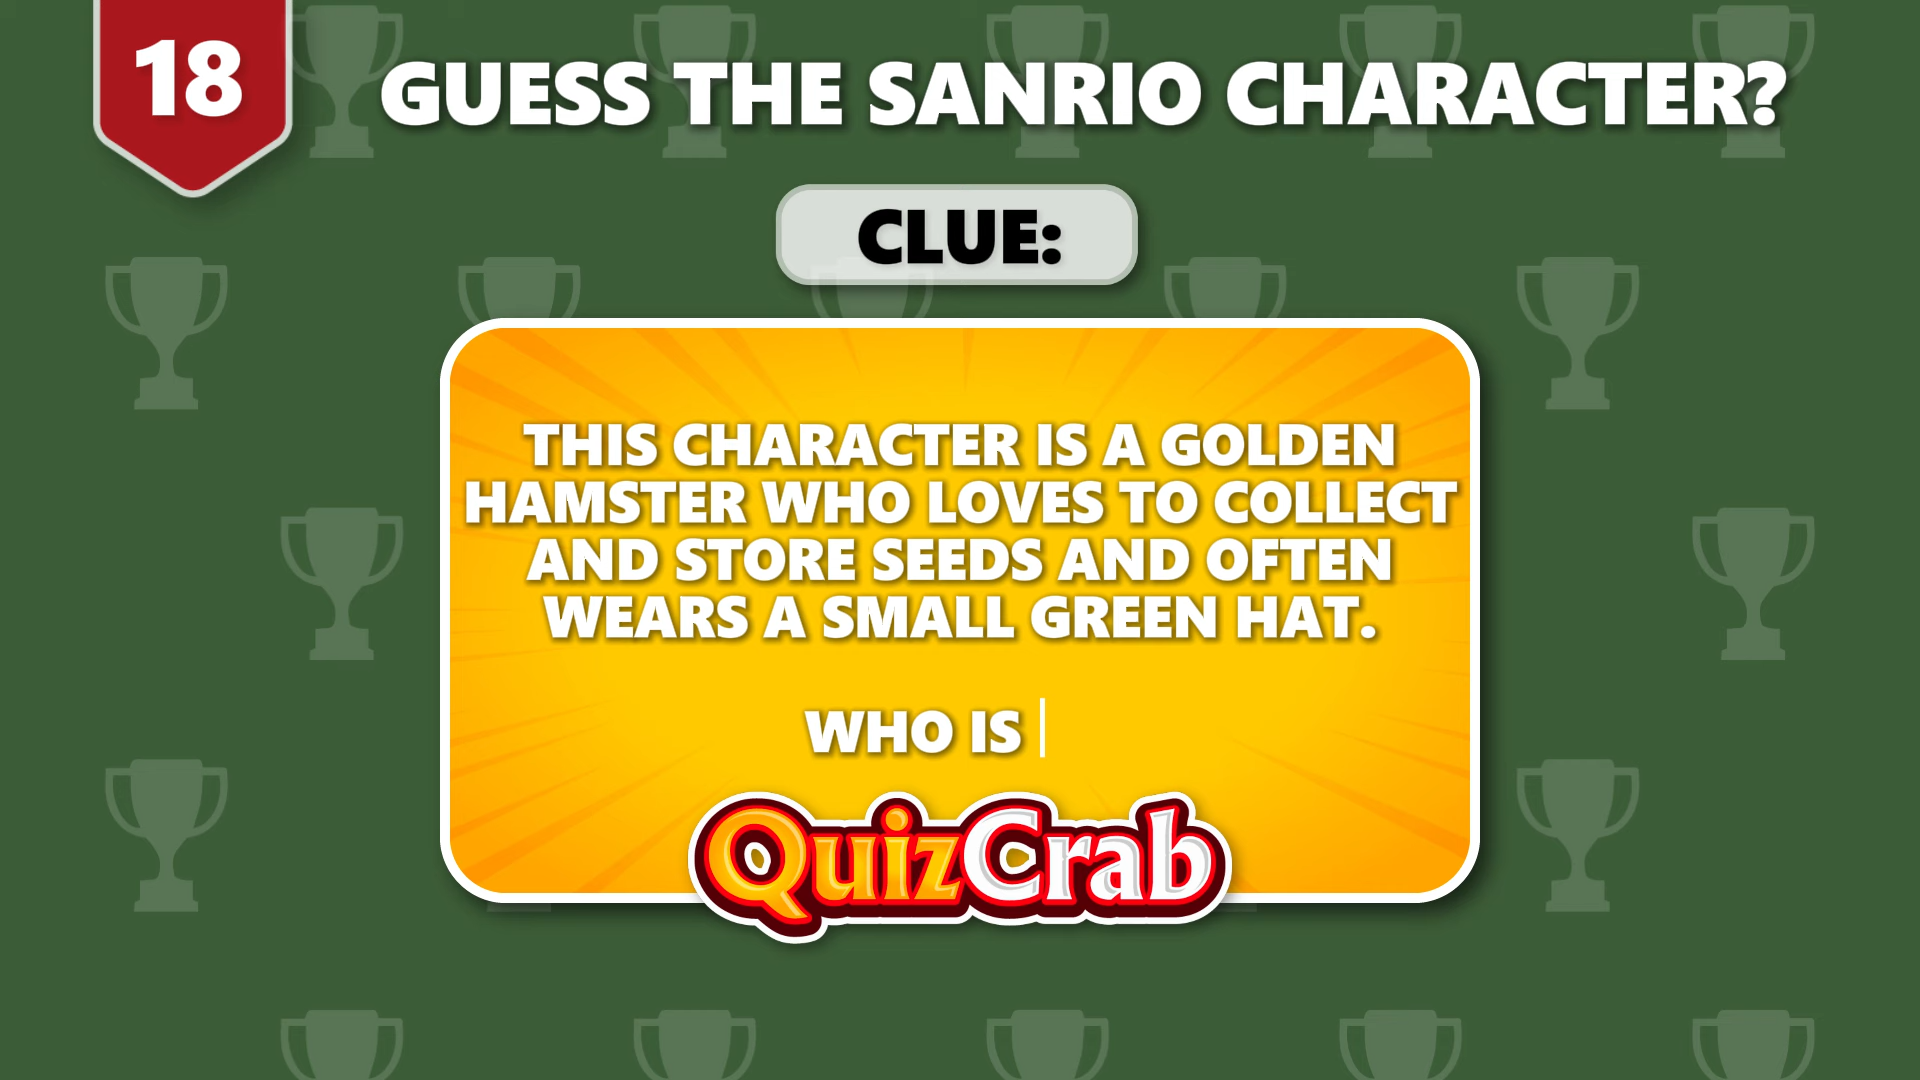 18
GUESS THE SANRIO CHARACTER?
CLUE:
THIS CHARACTER IS A GOLDEN
HAMSTER WHO LOVES TO COLLECT
AND STORE SEEDS AND OFTEN
WEARS A SMALL GREEN HAT.
WHO IS
QuizCrab